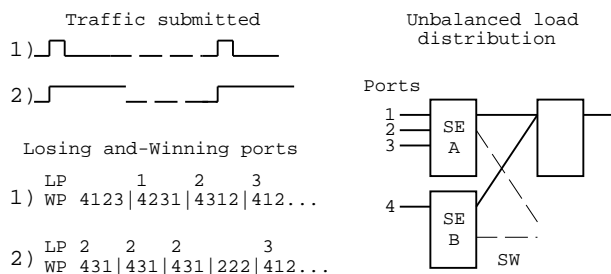 Traffic submitted
1)
2)
Losing and-Winning ports
LP 1 2 3
1) WP 4123|4231|4312|412...
LP 2 2 2 3
2) WP 431|431|431|222|412...
Unbalanced load
distribution
Ports
1
2
3
SE
A
4
SE
B
SW